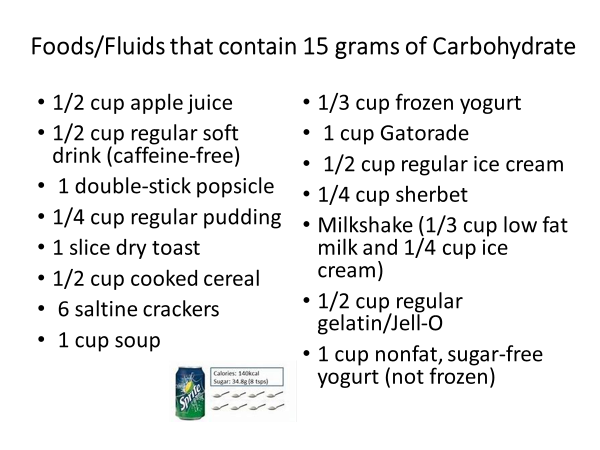 Foods/Fluids that contain 15 grams of Carbohydrate
• 1/2 cup apple juice
• 1/2 cup regular soft
drink (caffeine-free)
• 1 double-stick popsicle
• 1/4 cup regular pudding
• 1 slice dry toast
• 1/2 cup cooked cereal
• 6 saltine crackers
• 1 cup soup
• 1/3 cup frozen yogurt
• 1 cup Gatorade
• 1/2 cup regular ice cream
• 1/4 cup sherbet
• Milkshake (1/3 cup low fat
milk and 1/4 cup ice
cream)
• 1/2 cup regular
gelatin/Jell-O
• 1 cup nonfat, sugar-free
yogurt (not frozen)
Sprite
Calories: 140kcal
Sugar: 34.8g (8 tsps)